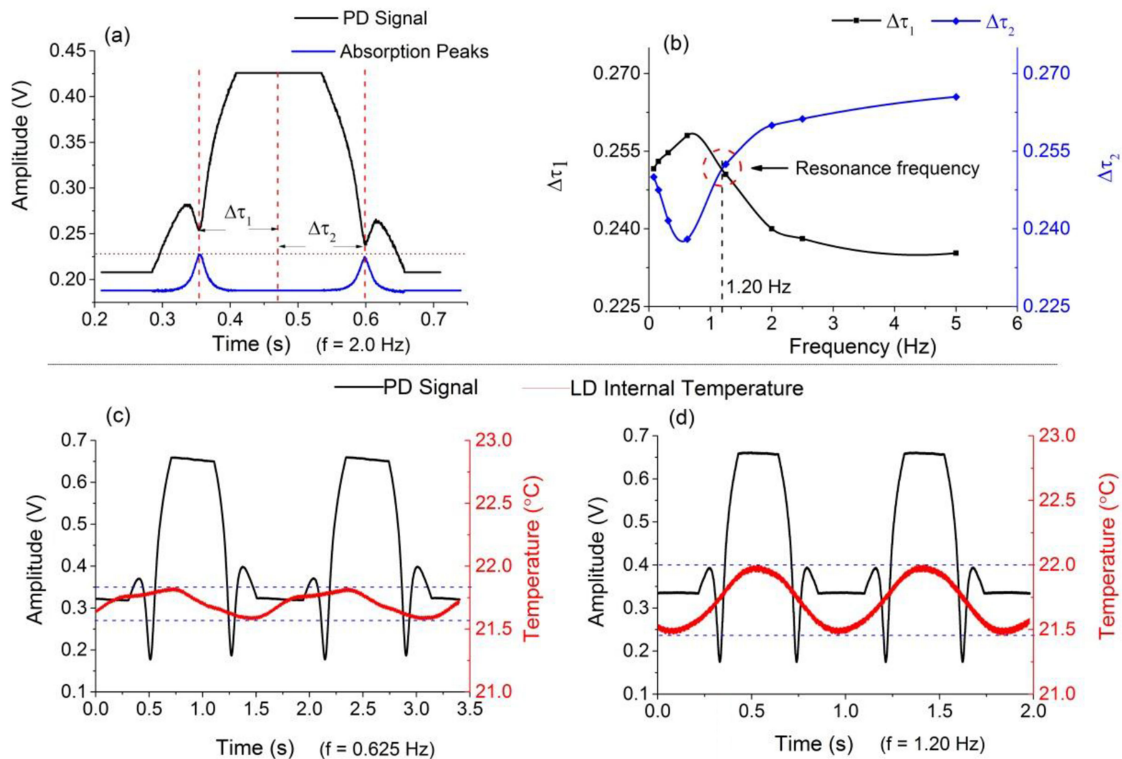 (a)
PD Signal
Absorption Peaks
Amplitude (V)
0.45
0.40
0.35
0.30
0.25
0.20
Δτ1
Δτ2
0.2 0.3 0.4 0.5 0.6 0.7
Time (s) (f = 2.0 Hz)
(b)
Δτ1 Δτ2
Δτ1
0.270
0.255
0.240
0.225
Resonance frequency
1.20 Hz
0.270
0.255
0.240
0.225
Δτ2
0 1 2 3 4 5 6
Frequency (Hz)
PD Signal LD Internal Temperature
(c)
Amplitude (V)
0.7
0.6
0.5
0.4
0.3
0.2
0.1
23.0
22.5
22.0
21.5
21.0
Temperature (°C)
0.0 0.5 1.0 1.5 2.0 2.5 3.0 3.5
Time (s) (f = 0.625 Hz)
(d)
Amplitude (V)
0.7
0.6
0.5
0.4
0.3
0.2
0.1
23.0
22.5
22.0
21.5
21.0
Temperature (°C)
0.0 0.5 1.0 1.5 2.0
Time (s) (f = 1.20 Hz)